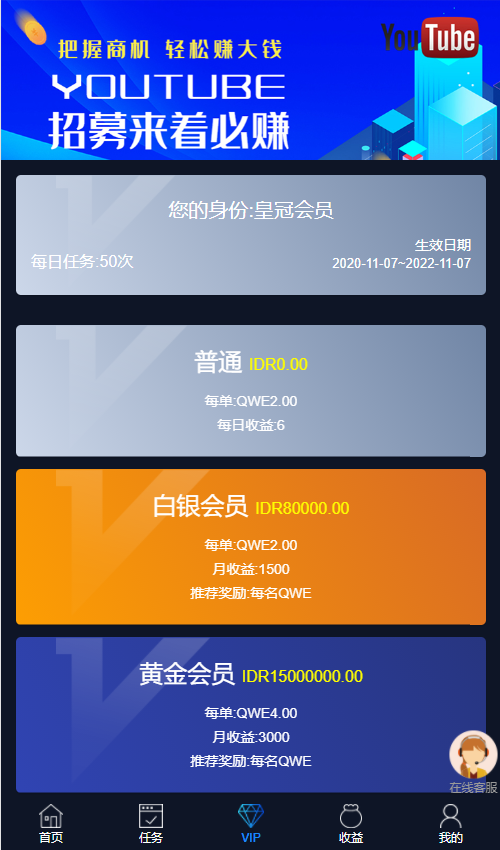 YouTube
把握商机 轻松赚大钱
YOUTUBE
招募来着必赚
您的身份:皇冠会员
每日任务:50次
生效日期
2020-11-07~2022-11-07
普通 IDR0.00
每单:QWE2.00
每日收益:6
白银会员 IDR80000.00
每单:QWE2.00
月收益:1500
推荐奖励:每名QWE
黄金会员 IDR15000000.00
每单:QWE4.00
月收益:3000
推荐奖励:每名QWE
在线客服
首页 任务 VIP 收益 我的